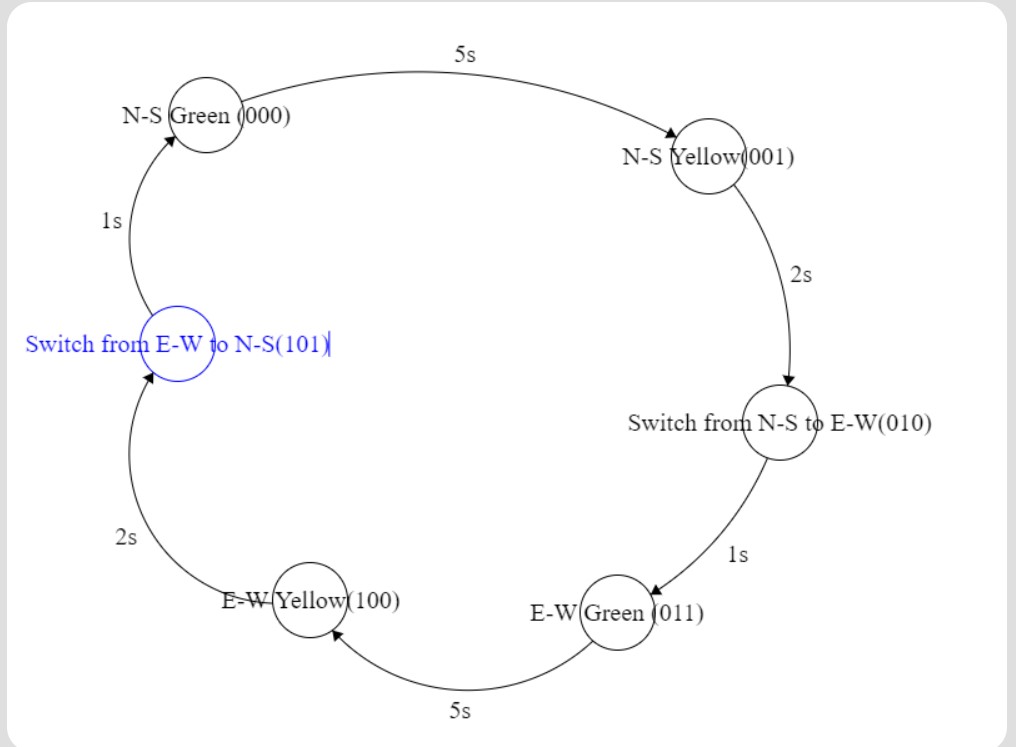 5s
N-S Green (000)
N-S Yellow(001)
1s
2s
Switch from E-W to N-S(101)
Switch from N-S to E-W(010)
2s
1s
E-W Yellow(100)
E-W Green (011)
5s